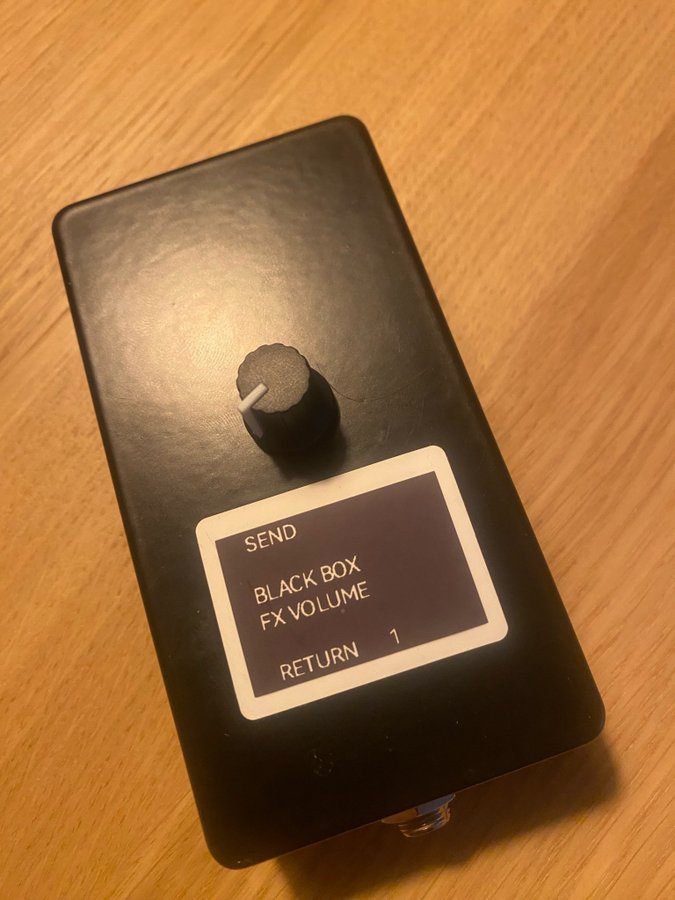 SEND
BLACK BOX
FX VOLUME
RETURN 1